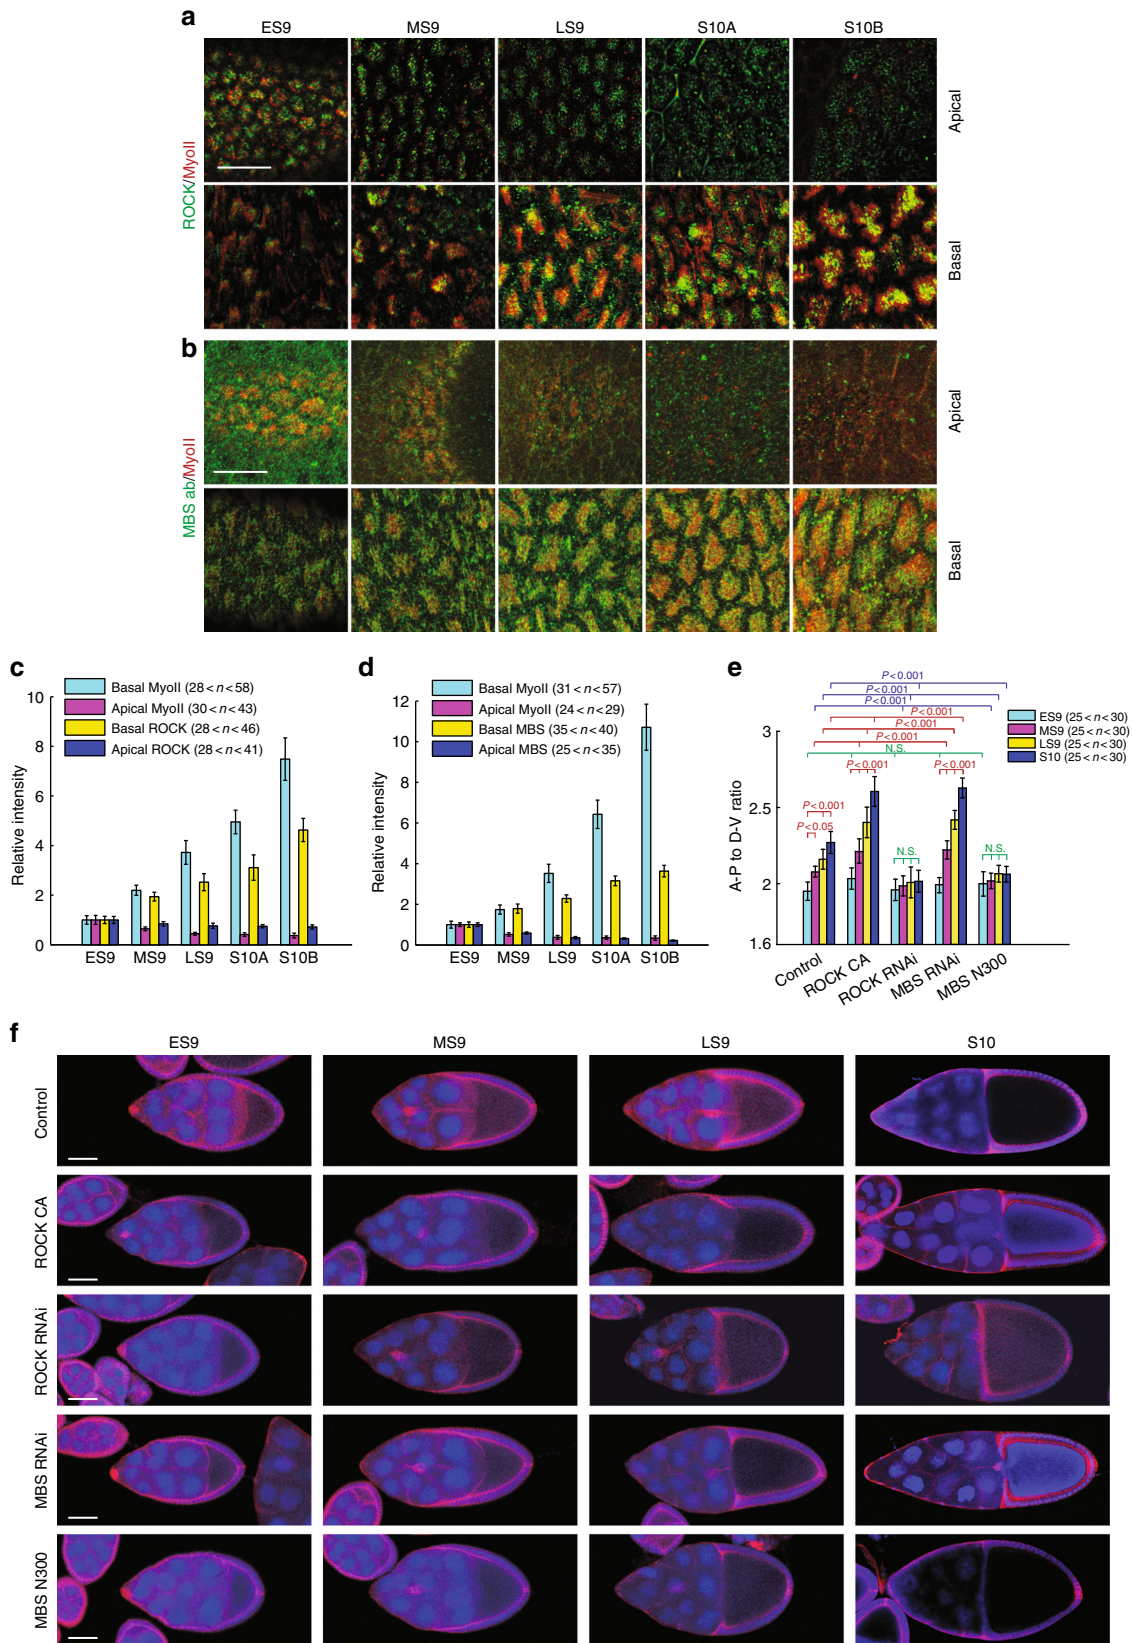 a
ES9 MS9 LS9 S10A S10B
ROCK/MyoII
Apical
Basal
b
MBS ab/MyoII
Apical
Basal
c
Basal MyoII (28 < n < 58)
Apical MyoII (30 < n < 43)
Basal ROCK (28 < n < 46)
Apical ROCK (28 < n < 41)
Relative intensity
10
8
6
4
2
0
ES9 MS9 LS9 S10A S10B
d
Basal MyoII (31 < n < 57)
Apical MyoII (24 < n < 29)
Basal MBS (35 < n < 40)
Apical MBS (25 < n < 35)
Relative intensity
12
10
8
6
4
2
0
ES9 MS9 LS9 S10A S10B
e
P < 0.001
P < 0.001
P < 0.001
P < 0.001
P < 0.001
N.S.
P < 0.001
P < 0.001
P < 0.001
P < 0.05
N.S.
N.S.
ES9 (25 < n < 30)
MS9 (25 < n < 30)
LS9 (25 < n < 30)
S10 (25 < n < 30)
A-P to D-V ratio
3
2.5
2
1.6
Control
ROCK CA
ROCK RNAi
MBS RNAi
MBS N300
f
ES9 MS9 LS9 S10
Control
ROCK CA
ROCK RNAi
MBS RNAi
MBS N300